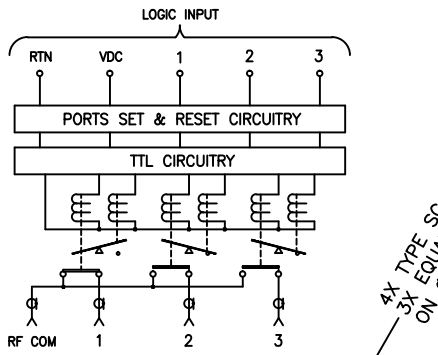 LOGIC INPUT
RTN VDC 1 2 3
PORTS SET & RESET CIRCUITRY
TTL CIRCUITRY
RF COM 1 2 3
4X TYPE
3X
ON